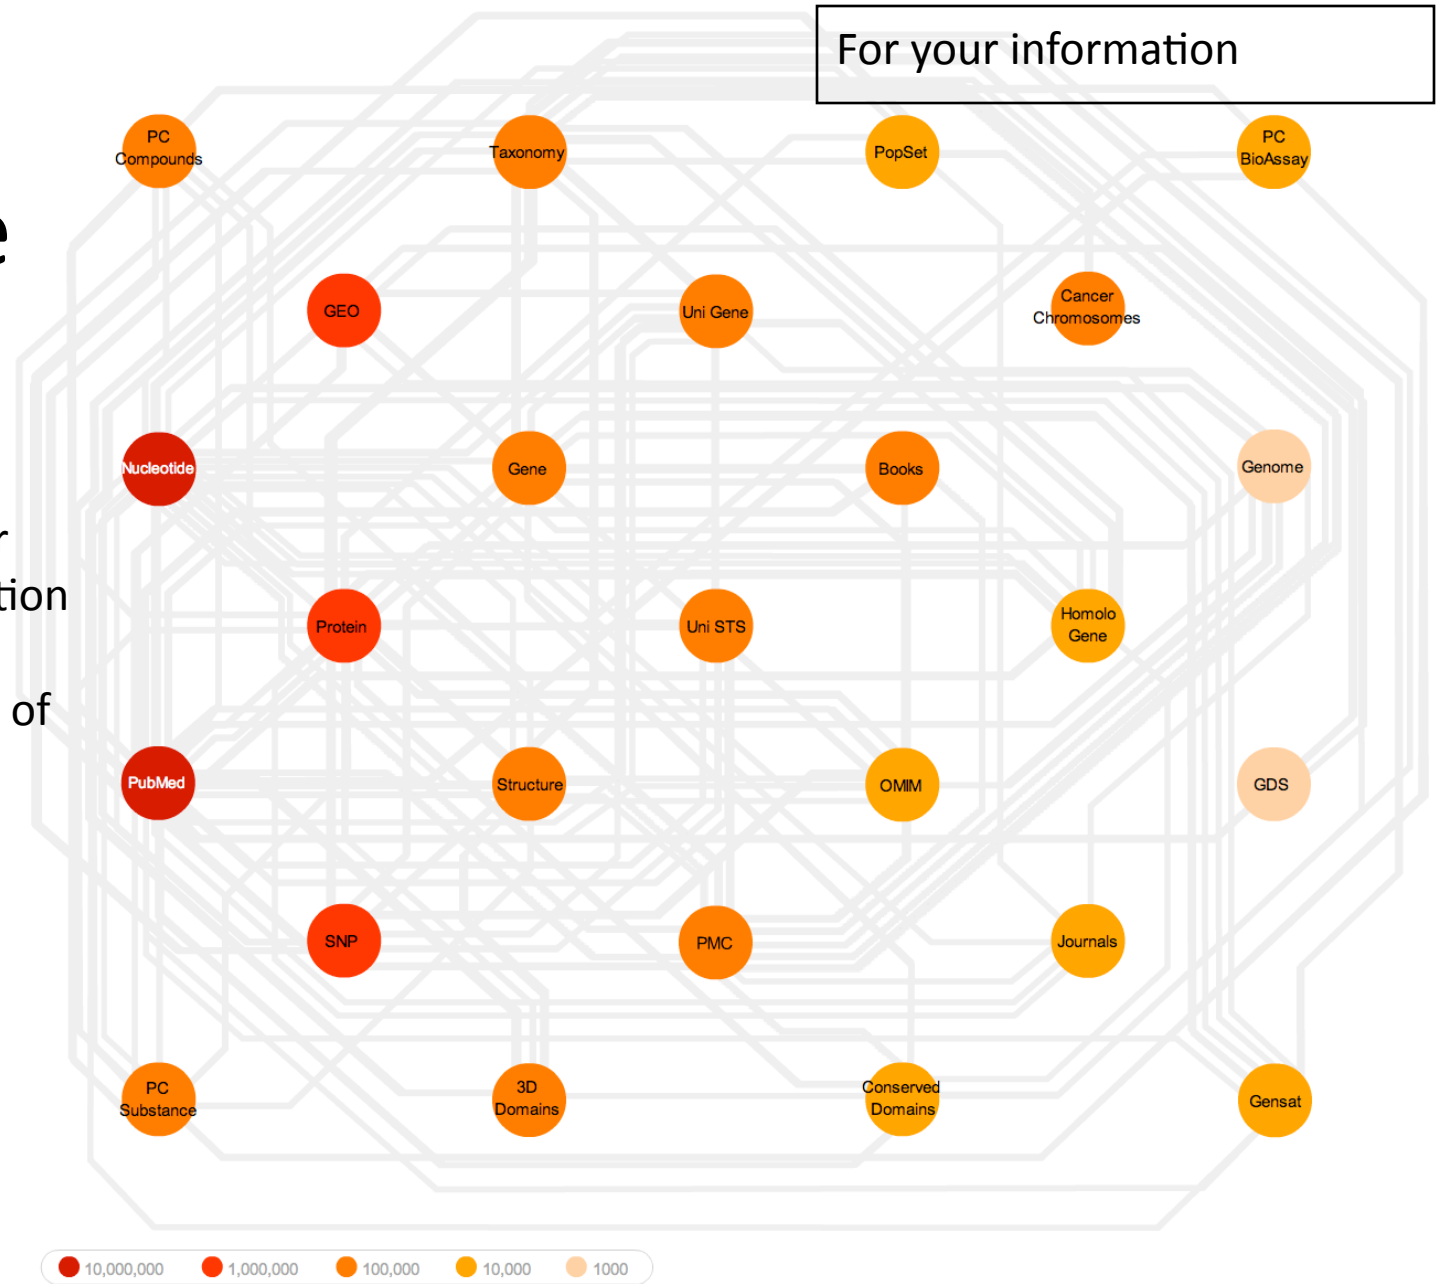 For your information
PC
Compounds
Taxonomy
PopSet
PC
BioAssay
e
GEO
Uni Gene
Cancer
Chromosomes
Nucleotide
Gene
Books
Genome
r
tion
Protein
Uni STS
Homolo
Gene
of
PubMed
Structure
OMIM
GDS
SNP
PMC
Journals
PC
Substance
3D
Domains
Conserved
Domains
Gensat
10,000,000
1,000,000
100,000
10,000
1000